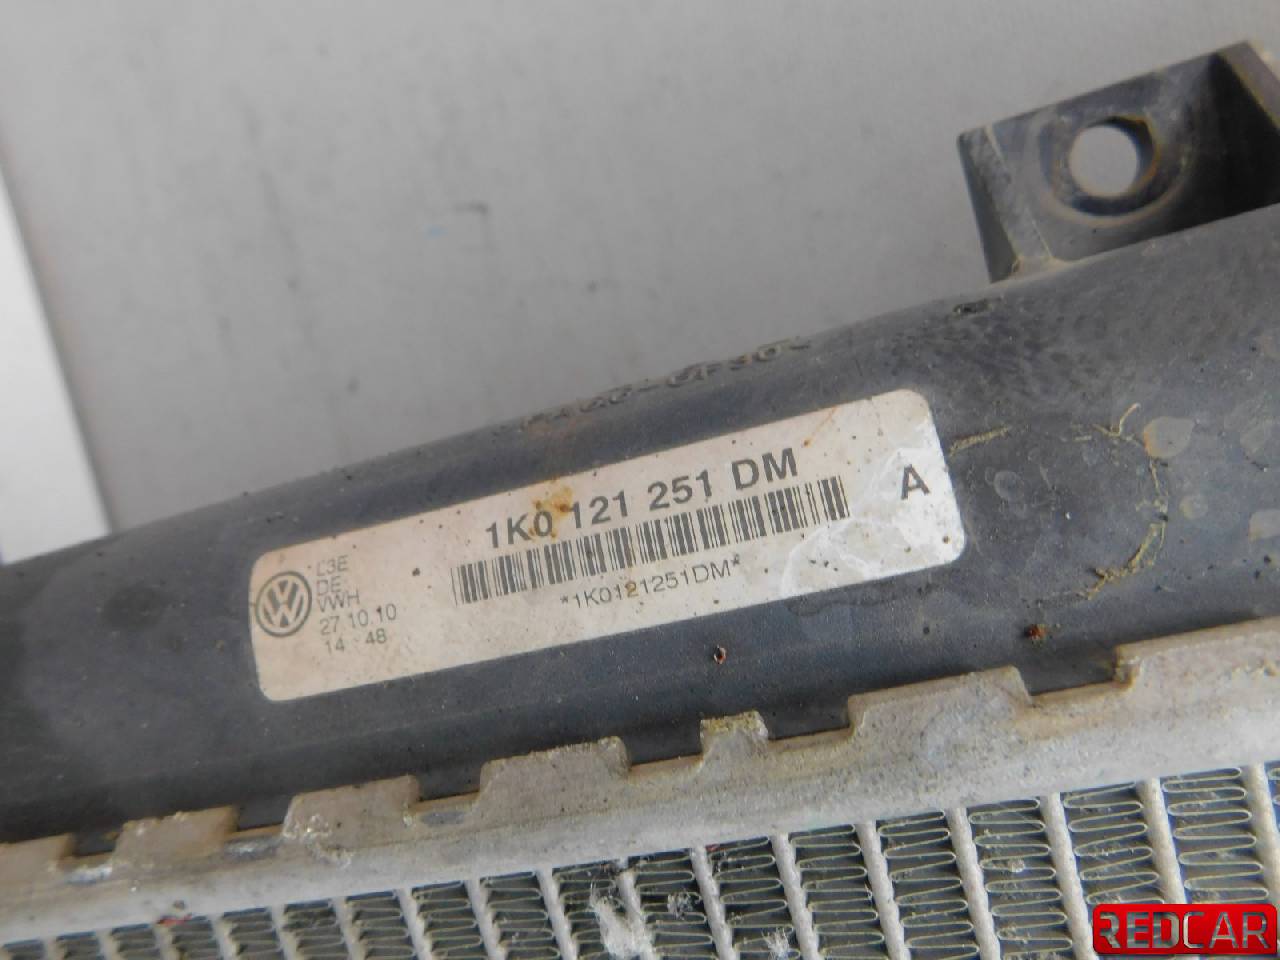 1K0 121 251 DM
A
*1K0121251DM*
L3E
DE
VWH
27.10.10
14 48
REDCAR